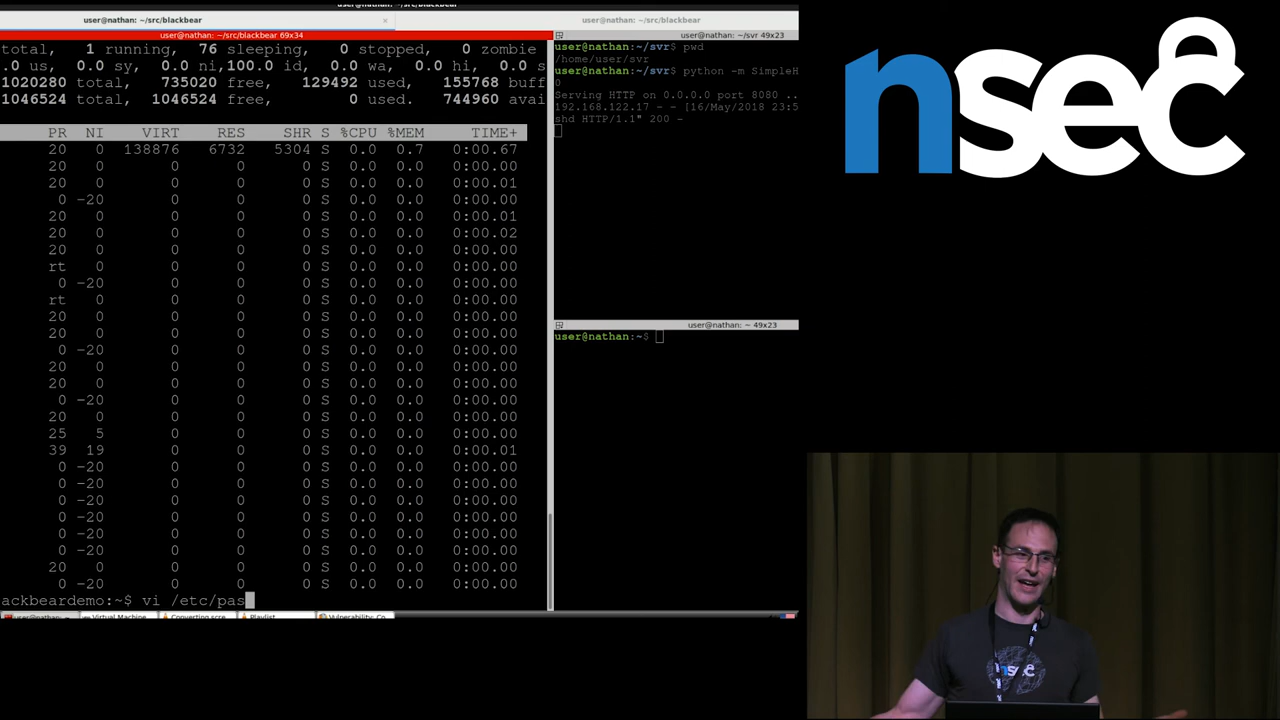 user@nathan: ~/src/blackbear
user@nathan: ~/src/blackbear ×
user@nathan: ~/src/blackbear
user@nathan: ~/src/blackbear 69x34
total, 1 running, 76 sleeping, 0 stopped, 0 zombie
.0 us, 0.0 sy, 0.0 ni,100.0 id, 0.0 wa, 0.0 hi, 0.0 s
1020280 total, 735020 free, 129492 used, 155768 buff
1046524 total, 1046524 free, 0 used. 744960 avai
PR NI VIRT RES SHR S %CPU %MEM TIME+
20 0 138876 6732 5304 S 0.0 0.7 0:00.67
20 0 0 0 0 S 0.0 0.0 0:00.00
20 0 0 0 0 S 0.0 0.0 0:00.01
0 -20 0 0 0 S 0.0 0.0 0:00.00
20 0 0 0 0 S 0.0 0.0 0:00.01
20 0 0 0 0 S 0.0 0.0 0:00.02
20 0 0 0 0 S 0.0 0.0 0:00.00
rt 0 0 0 0 S 0.0 0.0 0:00.00
0 -20 0 0 0 S 0.0 0.0 0:00.00
rt 0 0 0 0 S 0.0 0.0 0:00.00
20 0 0 0 0 S 0.0 0.0 0:00.00
20 0 0 0 0 S 0.0 0.0 0:00.00
0 -20 0 0 0 S 0.0 0.0 0:00.00
20 0 0 0 0 S 0.0 0.0 0:00.00
20 0 0 0 0 S 0.0 0.0 0:00.00
0 -20 0 0 0 S 0.0 0.0 0:00.00
20 0 0 0 0 S 0.0 0.0 0:00.00
25 5 0 0 0 S 0.0 0.0 0:00.00
39 19 0 0 0 S 0.0 0.0 0:00.01
0 -20 0 0 0 S 0.0 0.0 0:00.00
0 -20 0 0 0 S 0.0 0.0 0:00.00
0 -20 0 0 0 S 0.0 0.0 0:00.00
0 -20 0 0 0 S 0.0 0.0 0:00.00
0 -20 0 0 0 S 0.0 0.0 0:00.00
0 -20 0 0 0 S 0.0 0.0 0:00.00
20 0 0 0 0 S 0.0 0.0 0:00.00
0 -20 0 0 0 S 0.0 0.0 0:00.00
ackbeardemo:~$ vi /etc/pas
user@nathan: ~/svr 49x23
user@nathan:~/svr$ pwd
/home/user/svr
user@nathan:~/svr$ python -m SimpleH
0
Serving HTTP on 0.0.0.0 port 8080 ..
192.168.122.17 - - [16/May/2018 23:5
shd HTTP/1.1" 200 -
user@nathan: ~ 49x23
user@nathan:~$
user@nathan: ~
Virtual Machine
Converting scre
Playlist
Vulnerability: Co
nsec
nsec